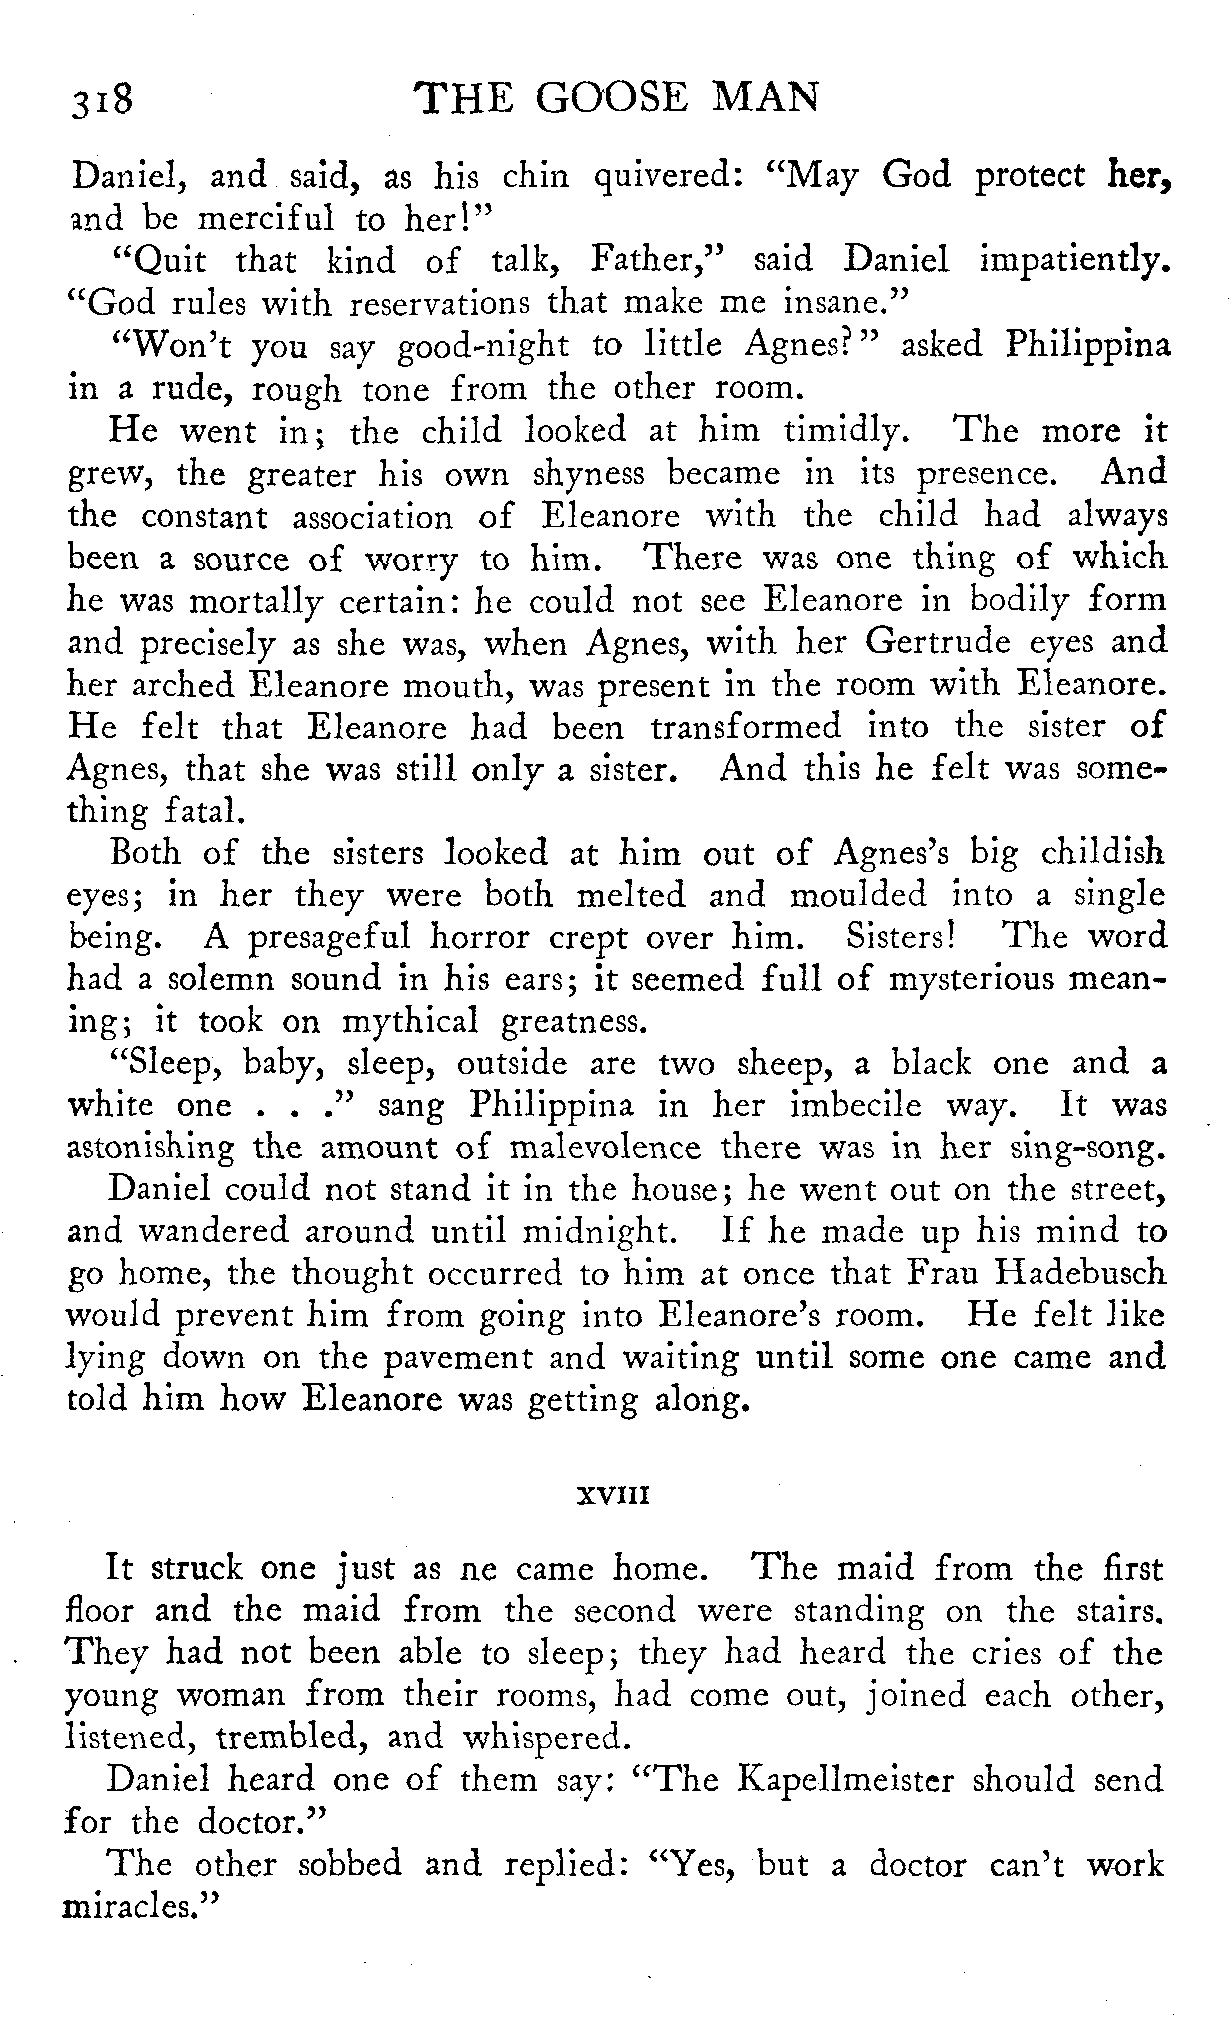 318 THE GOOSE MAN
Daniel, and said, as his chin quivered: “May God protect her,
and be merciful to her!”
“Quit that kind of talk, Father,” said Daniel impatiently.
“God rules with reservations that make me insane.”
“Won’t you say good-night to little Agnes?” asked Philippina
in a rude, rough tone from the other room.
He went in; the child looked at him timidly. The more it
grew, the greater his own shyness became in its presence. And
the constant association of Eleanore with the child had always
been a source of worry to him. There was one thing of which
he was mortally certain: he could not see Eleanore in bodily form
and precisely as she was, when Agnes, with her Gertrude eyes and
her arched Eleanore mouth, was present in the room with Eleanore.
He felt that Eleanore had been transformed into the sister of
Agnes, that she was still only a sister. And this he felt was some-
thing fatal.
Both of the sisters looked at him out of Agnes’s big childish
eyes; in her they were both melted and moulded into a single
being. A presageful horror crept over him. Sisters! The word
had a solemn sound in his ears; it seemed full of mysterious mean-
ing; it took on mythical greatness.
“Sleep, baby, sleep, outside are two sheep, a black one and a
white one . . .” sang Philippina in her imbecile way. It was
astonishing the amount of malevolence there was in her sing-song.
Daniel could not stand it in the house; he went out on the street,
and wandered around until midnight. If he made up his mind to
go home, the thought occurred to him at once that Frau Hadebusch
would prevent him from going into Eleanore’s room. He felt like
lying down on the pavement and waiting until some one came and
told him how Eleanore was getting along.
XVIII
It struck one just as ne came home. The maid from the first
floor and the maid from the second were standing on the stairs.
They had not been able to sleep; they had heard the cries of the
young woman from their rooms, had come out, joined each other,
listened, trembled, and whispered.
Daniel heard one of them say: “The Kapellmeister should send
for the doctor.”
The other sobbed and replied: “Yes, but a doctor can’t work
miracles.”